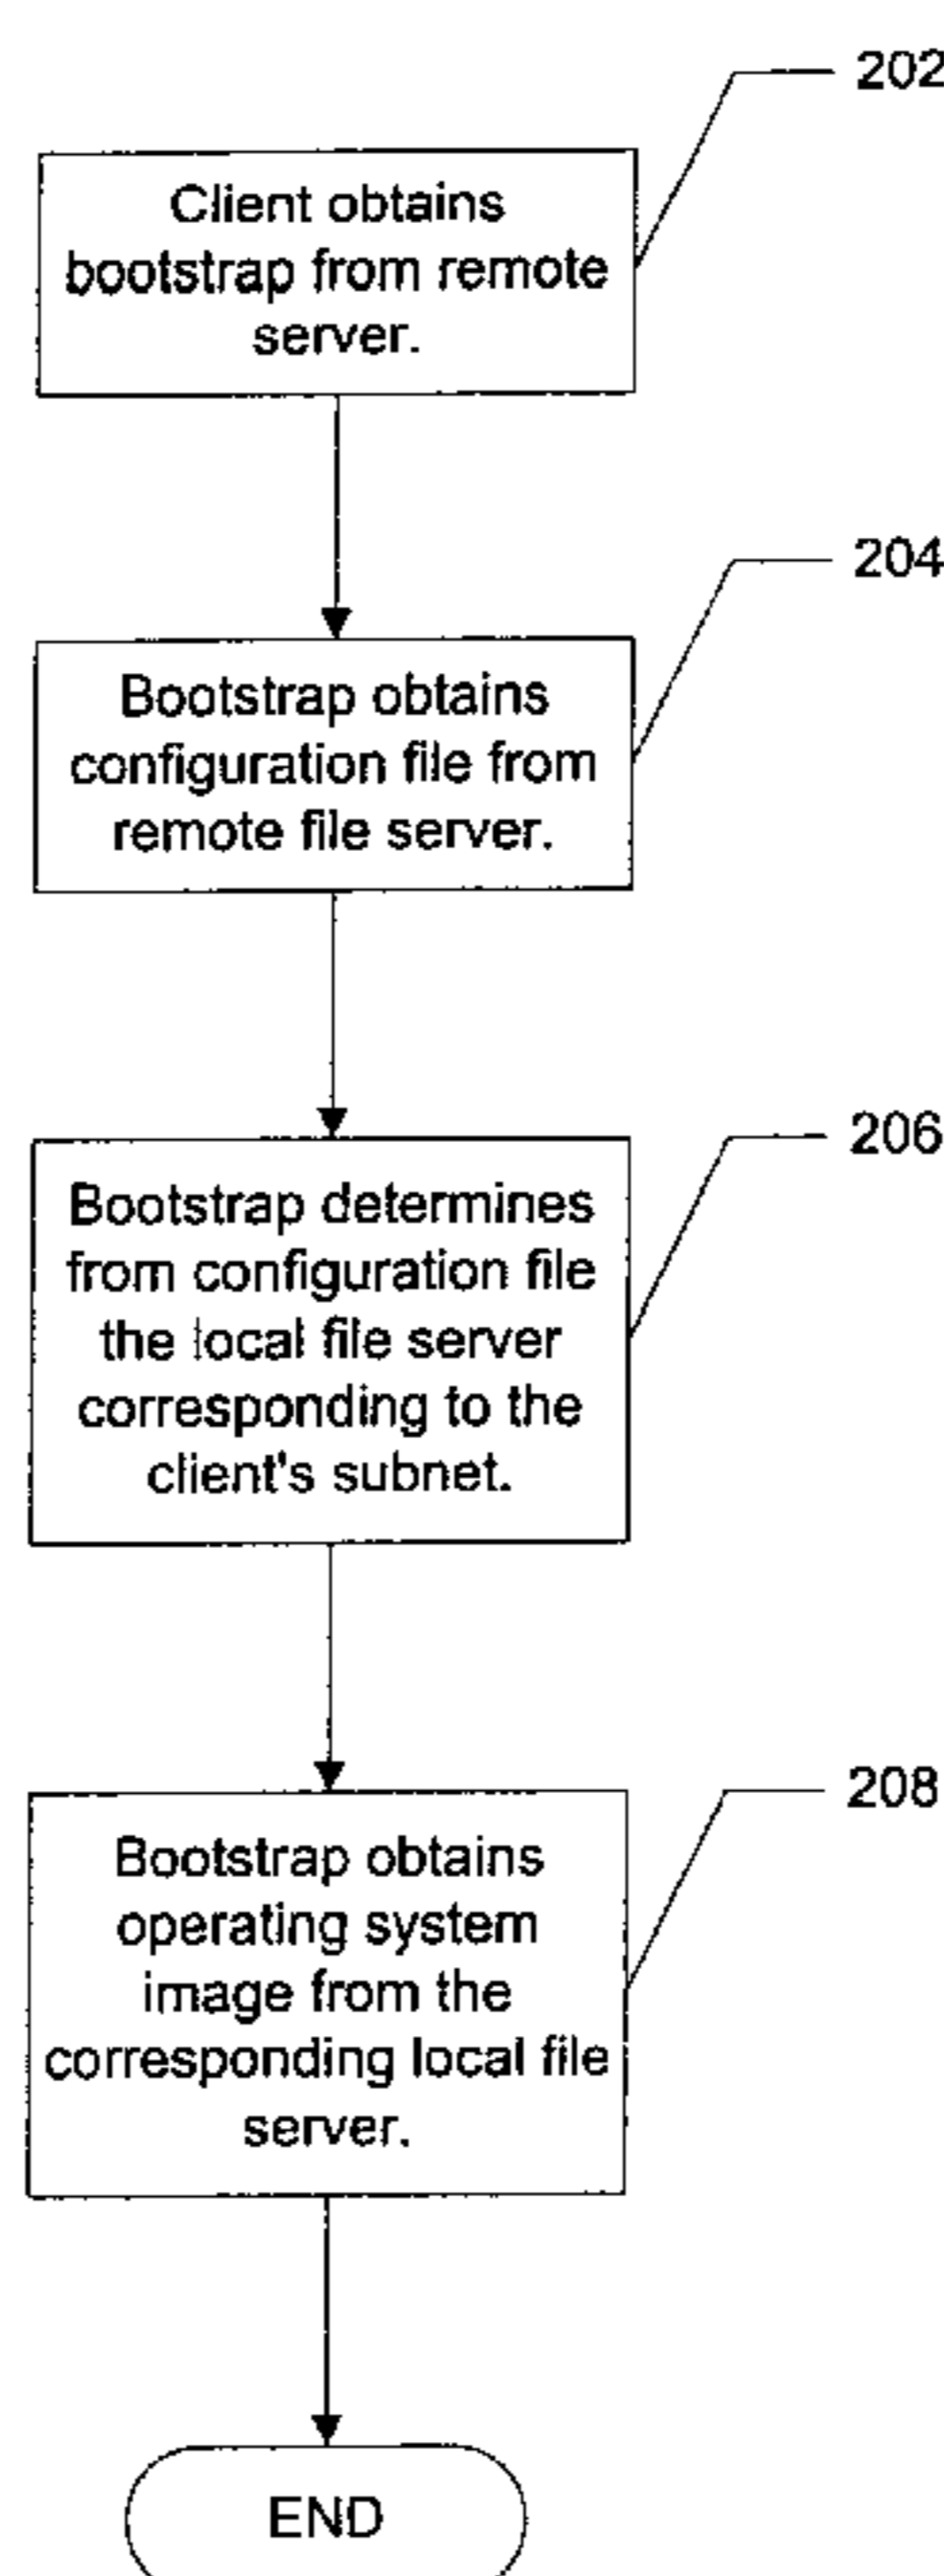 202
Client obtains
bootstrap from remote
server.
204
Bootstrap obtains
configuration file from
remote file server.
206
Bootstrap determines
from configuration file
the local file server
corresponding to the
client's subnet.
208
Bootstrap obtains
operating system
image from the
corresponding local file
server.
END